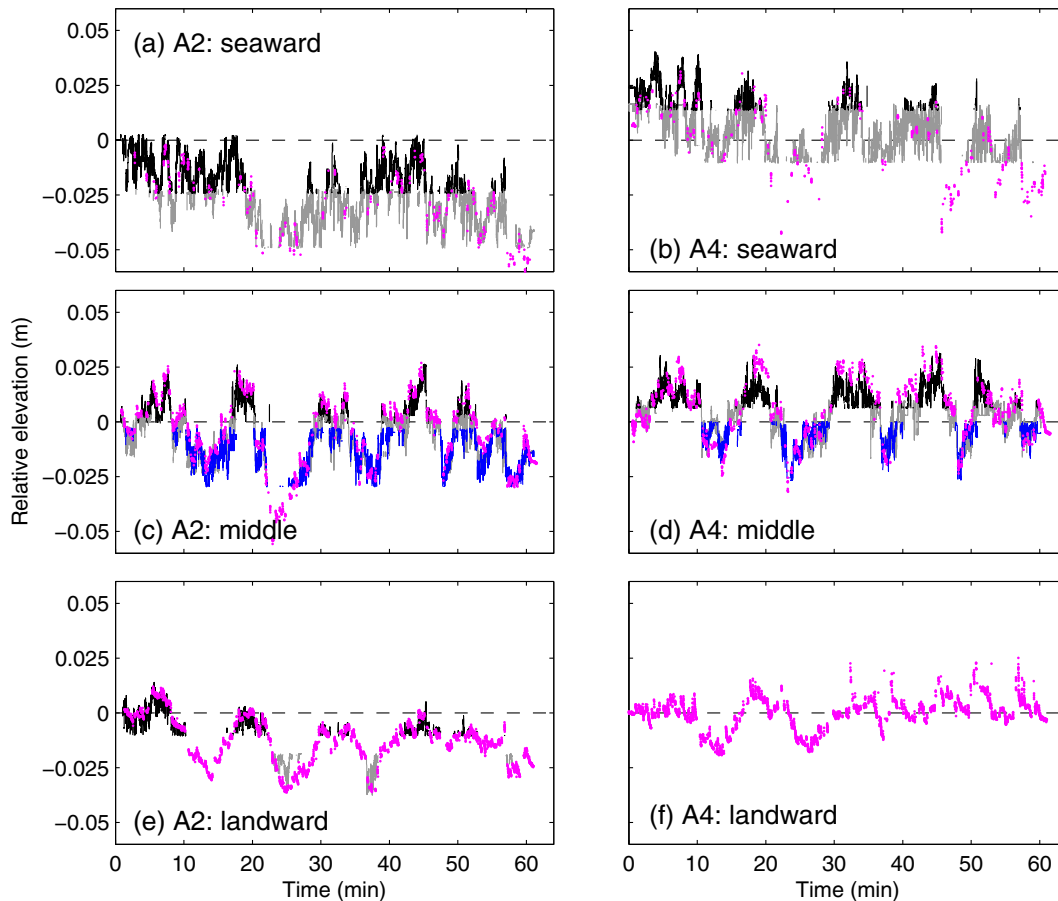 (a) A2: seaward
0.05
0.025
0
−0.025
−0.05
(b) A4: seaward
Relative elevation (m)
0.05
0.025
0
−0.025
−0.05
(c) A2: middle
(d) A4: middle
0.05
0.025
0
−0.025
−0.05
(e) A2: landward
(f) A4: landward
0 10 20 30 40 50 60
0 10 20 30 40 50 60
Time (min)
Time (min)